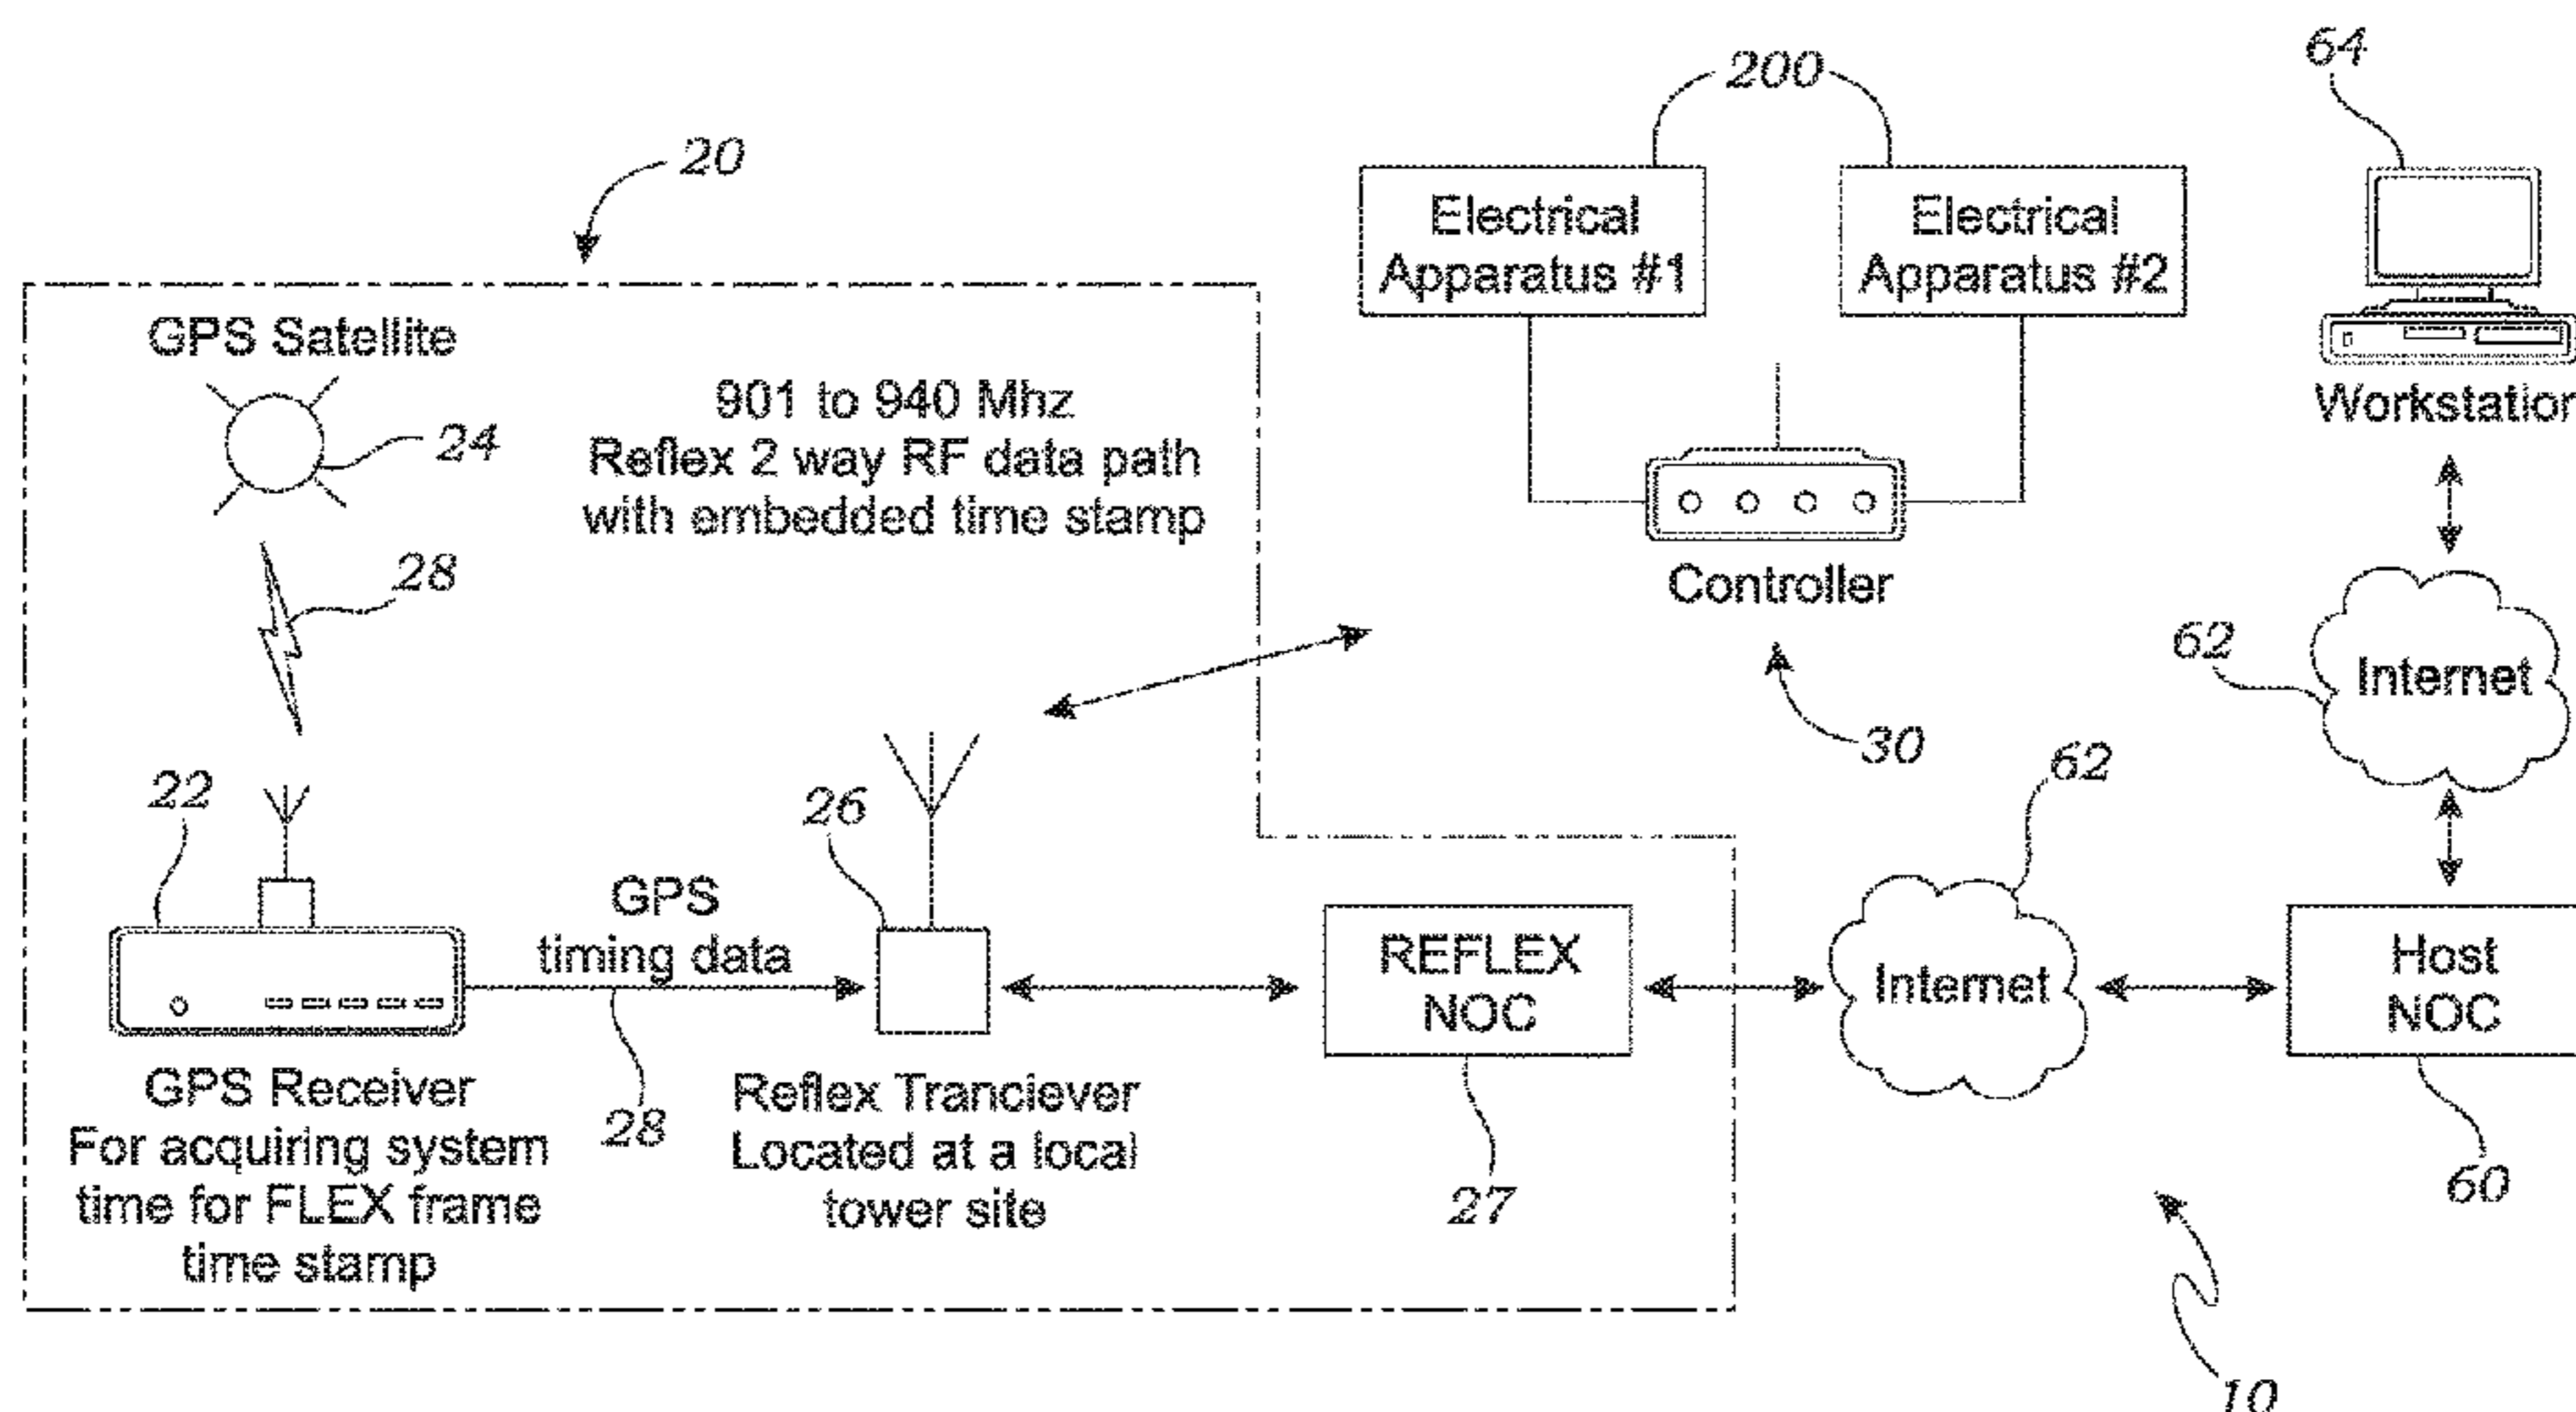 64
200
20
Electrical
Apparatus #1
Electrical
Apparatus #2
GPS Satellite
24
901 to 940 Mhz
Reflex 2 way RF data path
with embedded time stamp
Workstation
28
Controller
62
Internet
30
62
22
26
GPS
timing data
28
REFLEX
NOC
Internet
Host
NOC
GPS Receiver
For acquiring system
time for FLEX frame
time stamp
Reflex Tranciever
Located at a local
tower site
27
60
10